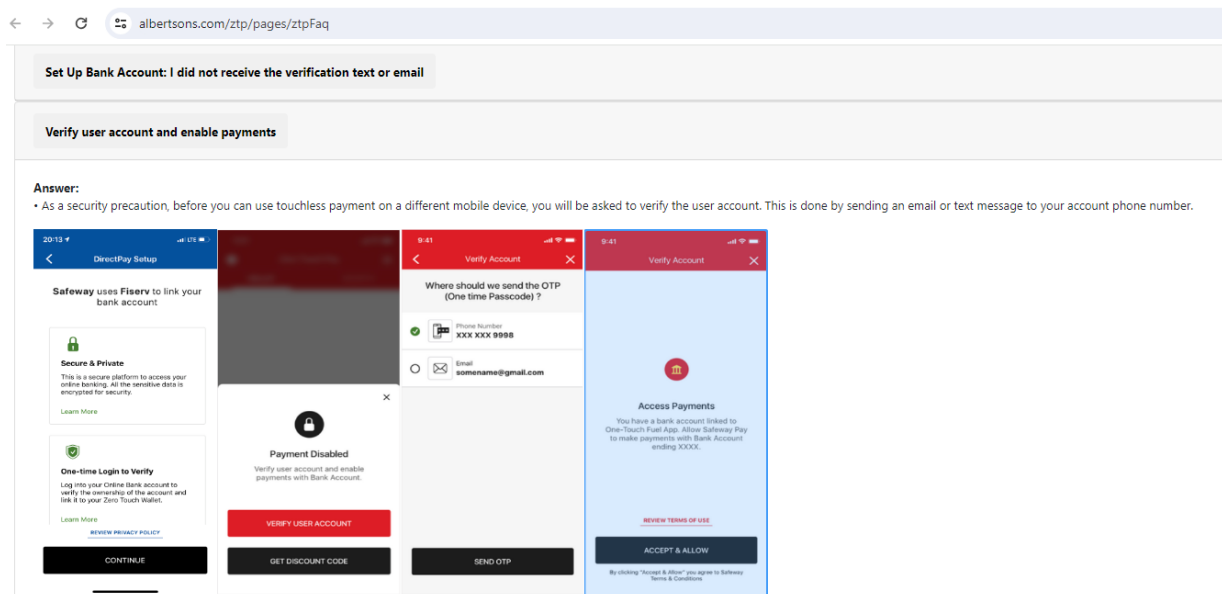 albertsons.com/ztp/pages/ztpFaq
Set Up Bank Account: I did not receive the verification text or email
Verify user account and enable payments
Answer:
• As a security precaution, before you can use touchless payment on a different mobile device, you will be asked to verify the user account. This is done by sending an email or text message to your account phone number.
20:13
LTE
DirectPay Setup
Safeway uses Fiserv to link your
bank account
Secure & Private
This is a secure platform to access your
online banking. All the sensitive data is
encrypted for security.
Learn More
One-time Login to Verify
Log into your Online Bank account to
verify the ownership of the account and
link it to your Zero Touch Wallet.
Learn More
REVIEW PRIVACY POLICY
CONTINUE
Payment Disabled
Verify user account and enable
payments with Bank Account.
VERIFY USER ACCOUNT
GET DISCOUNT CODE
9:41
Verify Account
Where should we send the OTP
(One time Passcode) ?
Phone Number
XXX XXX 9998
Email
somename@gmail.com
SEND OTP
9:41
Verify Account
Access Payments
You have a bank account linked to
One-Touch Fuel App. Allow Safeway Pay
to make payments with Bank Account
ending XXXX.
REVIEW TERMS OF USE
ACCEPT & ALLOW
By clicking "Accept & Allow" you agree to Safeway
Terms & Conditions